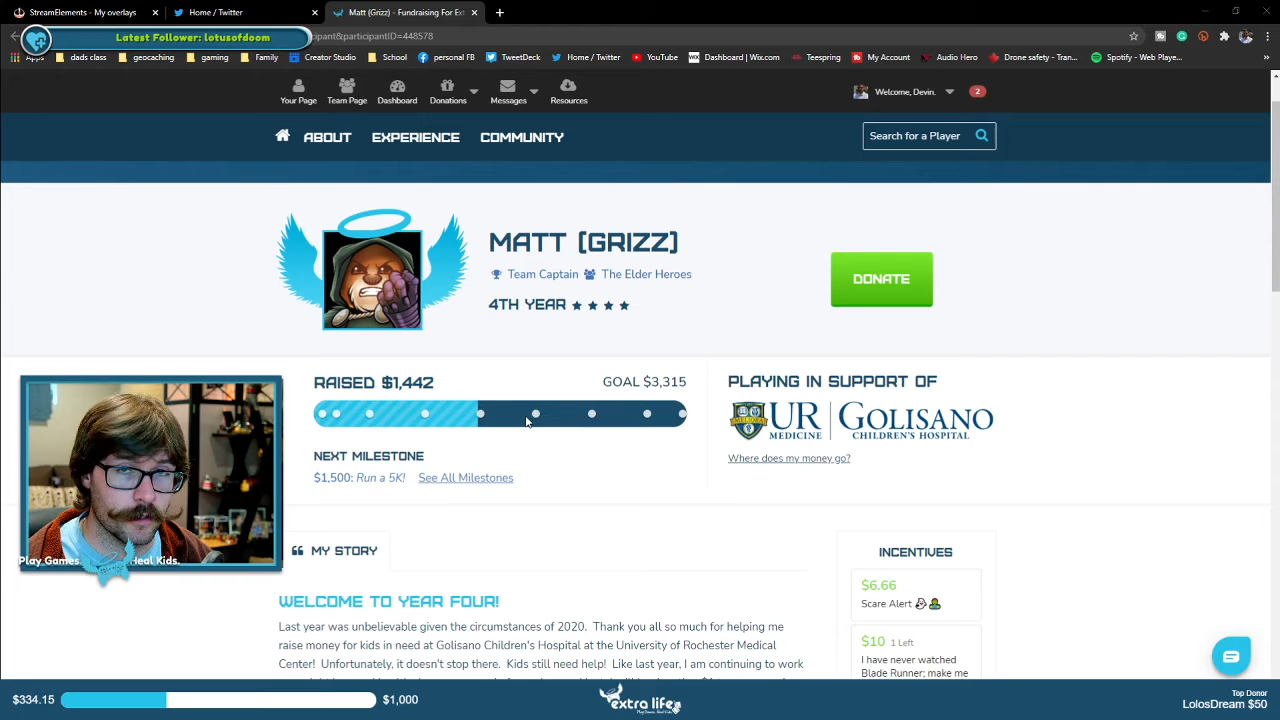 StreamElements - My overlays
Home / Twitter
Matt (Grizz) - Fundraising For Ext
Latest Follower: lotusofdoom
ipant&participantID=448578
Apps
dads class
coding
Family
gaming
Creator Studio
School
personal FB
TweetDeck
Home / Twitter
YouTube
Dashboard | Wix.com
Teespring
My Account
Audio Hero
Drone safety - Tran...
Spotify - Web Playe...
Your Page
Team Page
Dashboard
Donations
Messages
Resources
Welcome, Devin.
2
ABOUT
EXPERIENCE
COMMUNITY
Search for a Player
MATT (GRIZZ)
Team Captain
The Elder Heroes
4TH YEAR
DONATE
RAISED $1,442
GOAL $3,315
NEXT MILESTONE
$1,500: Run a 5K!
See All Milestones
PLAYING IN SUPPORT OF
UR MEDICINE
GOLISANO
CHILDREN'S HOSPITAL
Where does my money go?
Play Games
Heal Kids.
MY STORY
WELCOME TO YEAR FOUR!
Last year was unbelievable given the circumstances of 2020. Thank you all so much for helping me
raise money for kids in need at Golisano Children's Hospital at the University of Rochester Medical
Center! Unfortunately, it doesn't stop there. Kids still need help! Like last year, I am continuing to work
INCENTIVES
$6.66
Scare Alert
$10 1 Left
I have never watched
Blade Runner; make me
$334.15
$1,000
extra life
Play Games. Heal Kids.
Top Donor
LolosDream $50